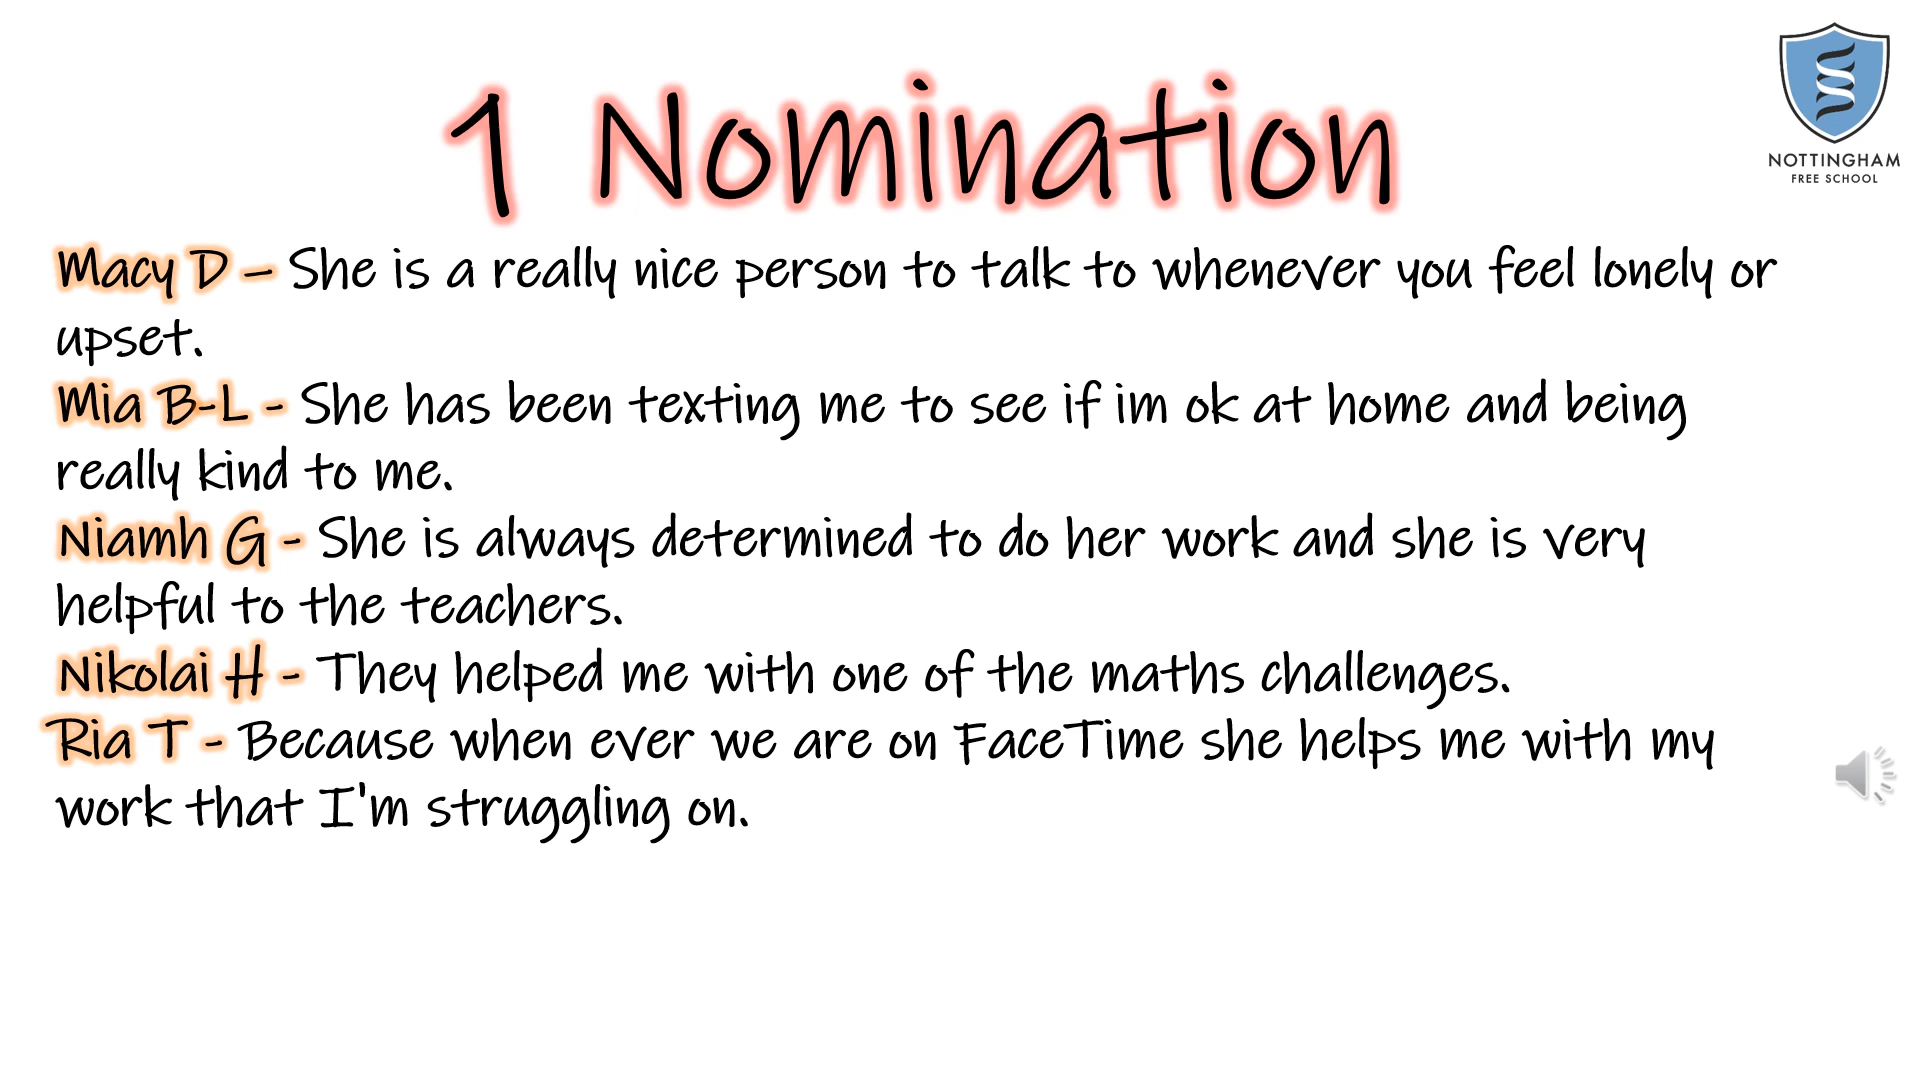 1 Nomination
NOTTINGHAM
FREE SCHOOL
Macy D – She is a really nice person to talk to whenever you feel lonely or
upset.
Mia B-L - She has been texting me to see if im ok at home and being
really kind to me.
Niamh G - She is always determined to do her work and she is very
helpful to the teachers.
Nikolai H - They helped me with one of the maths challenges.
Ria T - Because when ever we are on FaceTime she helps me with my
work that I'm struggling on.